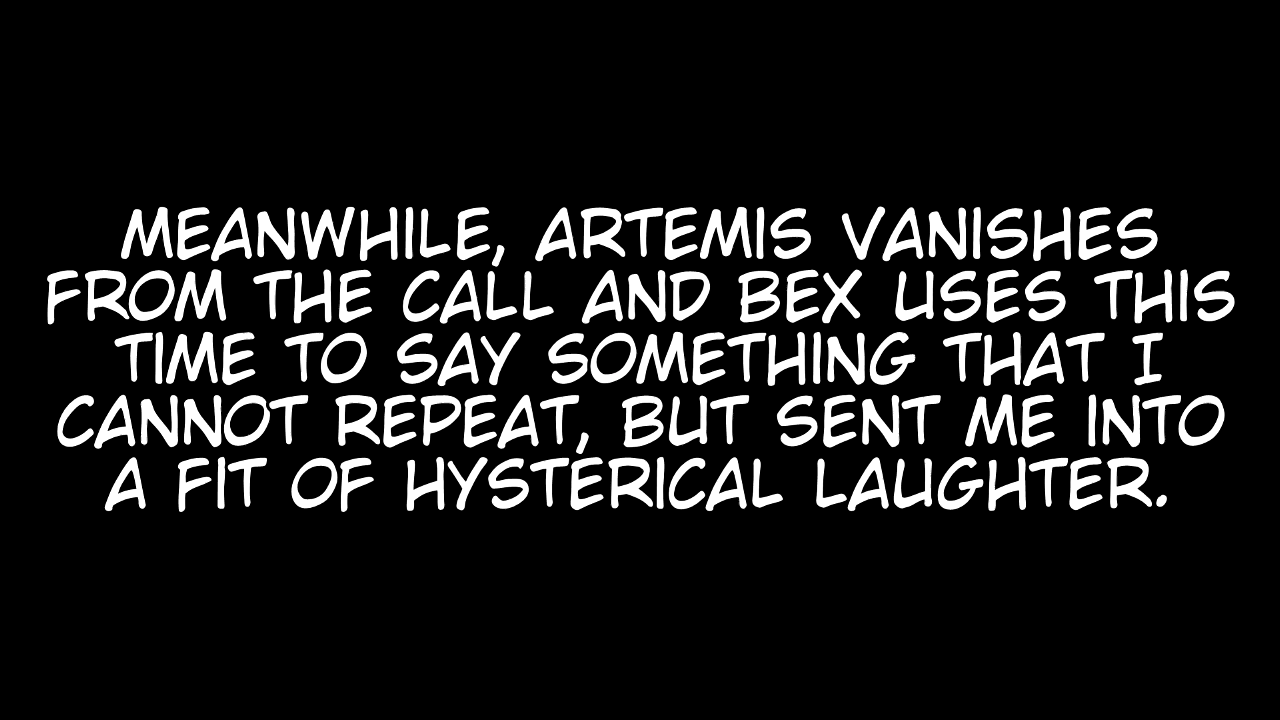 MEANWHILE, ARTEMIS VANISHES
FROM THE CALL AND BEX USES THIS
TIME TO SAY SOMETHING THAT I
CANNOT REPEAT, BUT SENT ME INTO
A FIT OF HYSTERICAL LAUGHTER.